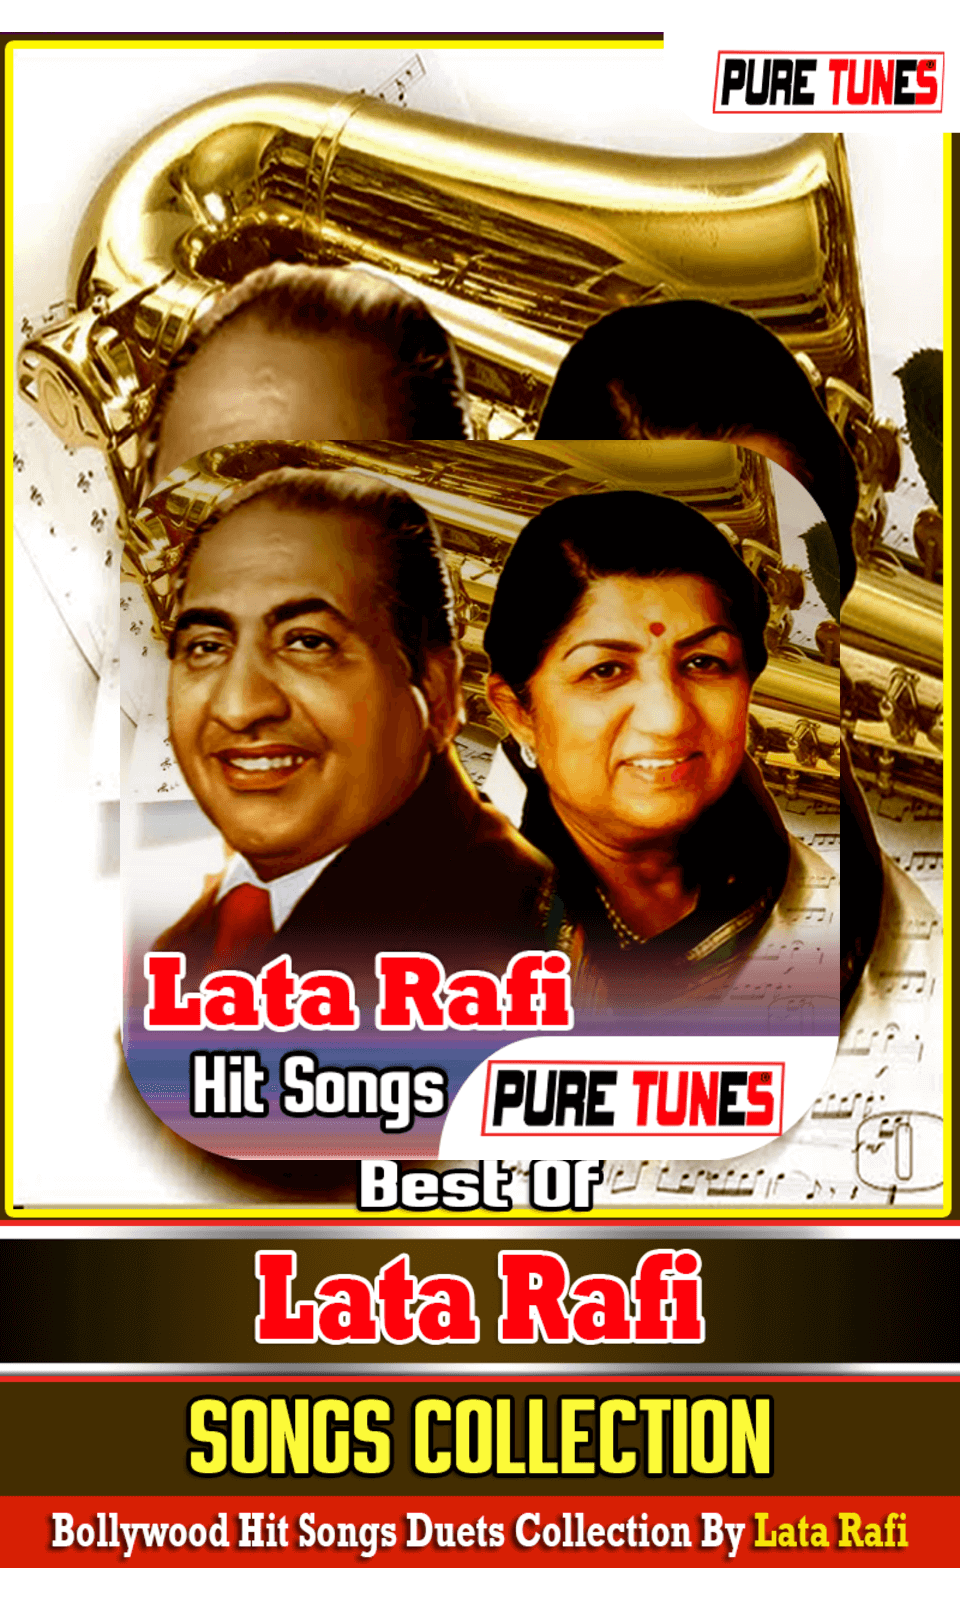 PURE TUNES®
Lata Rafi
Hit Songs
PURE TUNES®
Best Of
Lata Rafi
SONGS COLLECTION
Bollywood Hit Songs Duets Collection By Lata Rafi